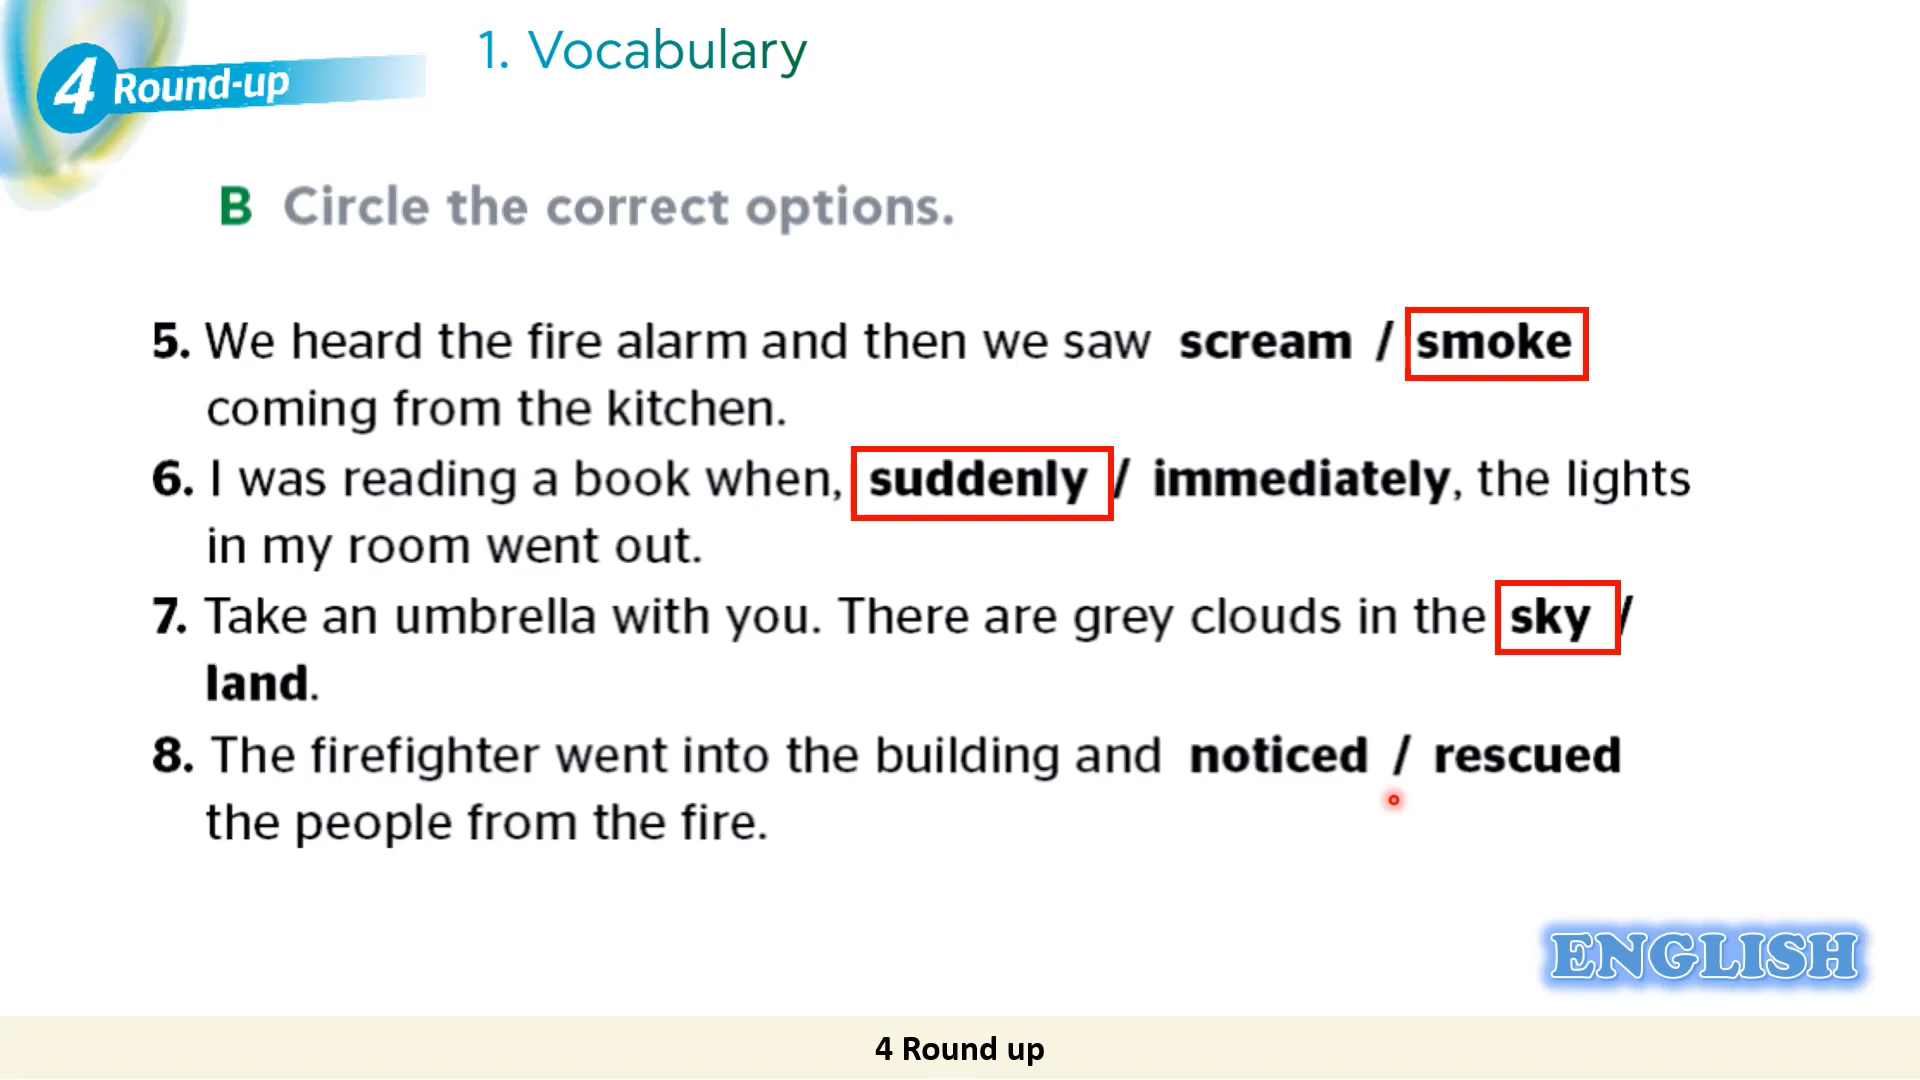 4 Round-up
1. Vocabulary
B Circle the correct options.
5. We heard the fire alarm and then we saw scream / smoke
coming from the kitchen.
6. I was reading a book when, suddenly / immediately, the lights
in my room went out.
7. Take an umbrella with you. There are grey clouds in the sky /
land.
8. The firefighter went into the building and noticed / rescued
the people from the fire.
ENGLISH
4 Round up